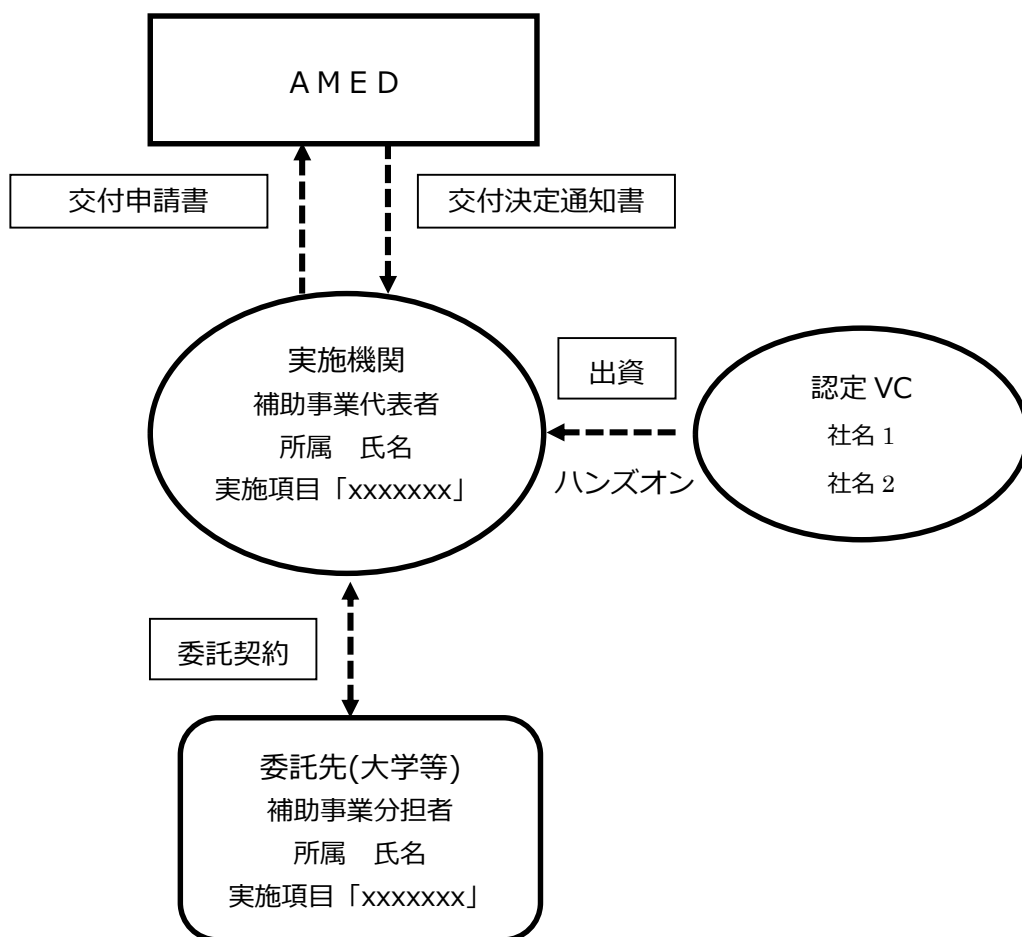 ＡＭＥＤ
交付申請書
交付決定通知書
実施機関
補助事業代表者
所属　氏名
実施項目「xxxxxxx」
出資
ハンズオン
認定 VC
社名 1
社名 2
委託契約
委託先(大学等)
補助事業分担者
所属　氏名
実施項目「xxxxxxx」